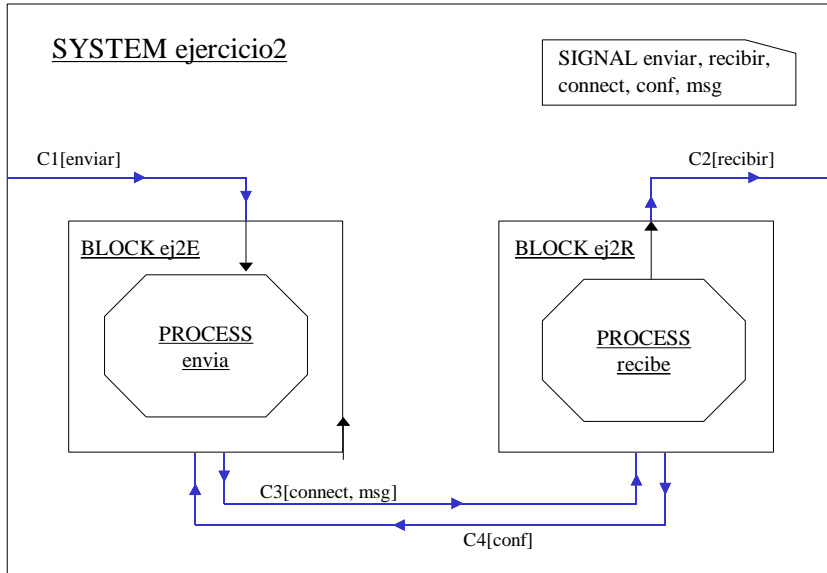 SYSTEM ejercicio2
SIGNAL enviar, recibir,
connect, conf, msg
C1[enviar]
C2[recibir]
BLOCK ej2E
BLOCK ej2R
PROCESS
envia
PROCESS
recibe
C3[connect, msg]
C4[conf]